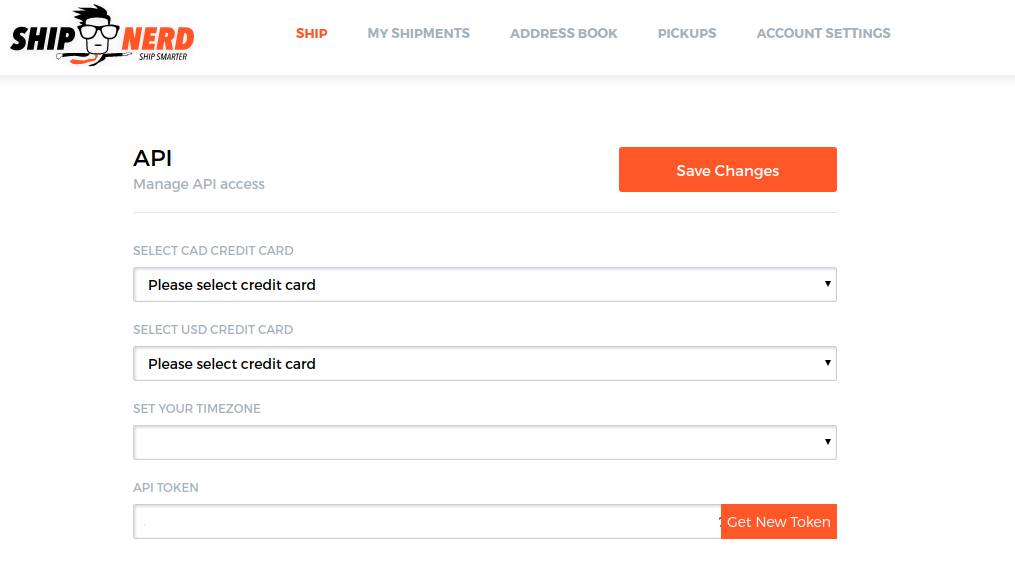 SHIP NERD
SHIP SMARTER
SHIP MY SHIPMENTS ADDRESS BOOK PICKUPS ACCOUNT SETTINGS
API
Manage API access
Save Changes
SELECT CAD CREDIT CARD
Please select credit card
SELECT USD CREDIT CARD
Please select credit card
SET YOUR TIMEZONE
API TOKEN
Get New Token